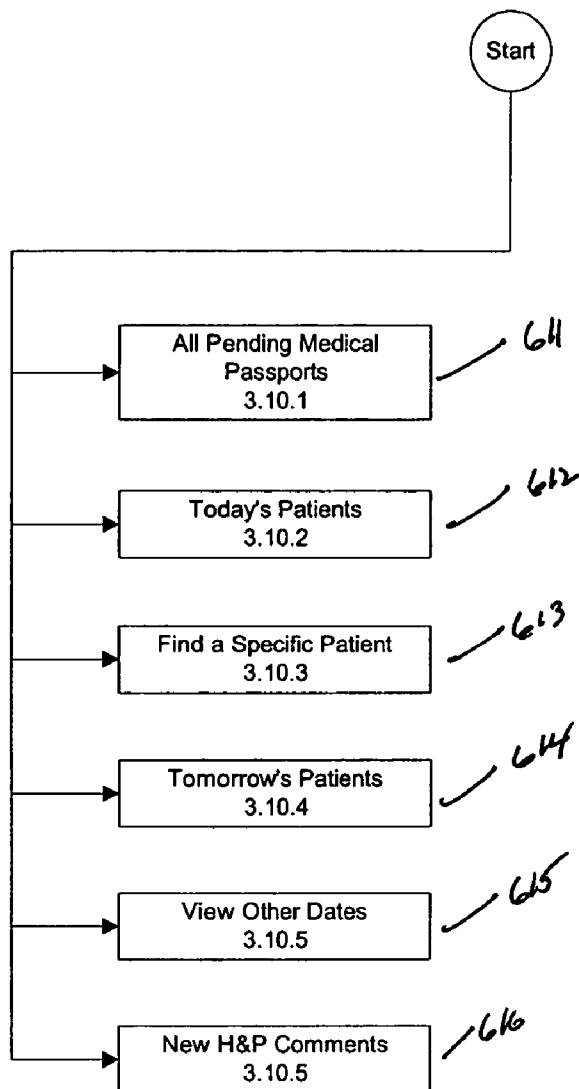 Start
All Pending Medical
Passports
3.10.1
611
Today's Patients
3.10.2
612
Find a Specific Patient
3.10.3
613
Tomorrow's Patients
3.10.4
614
View Other Dates
3.10.5
615
New H&P Comments
3.10.5
616